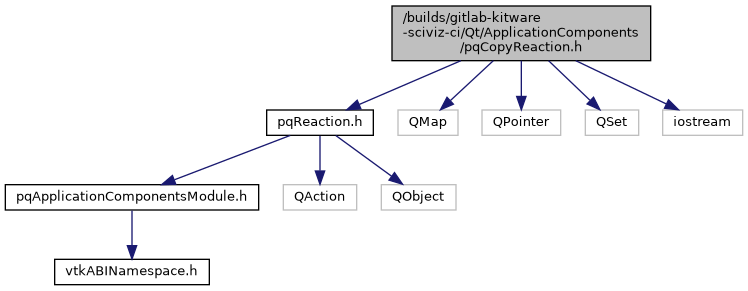 /builds/gitlab-kitware
-sciviz-ci/Qt/ApplicationComponents
/pqCopyReaction.h
pqReaction.h
QMap
QPointer
QSet
iostream
pqApplicationComponentsModule.h
QAction
QObject
vtkABINamespace.h